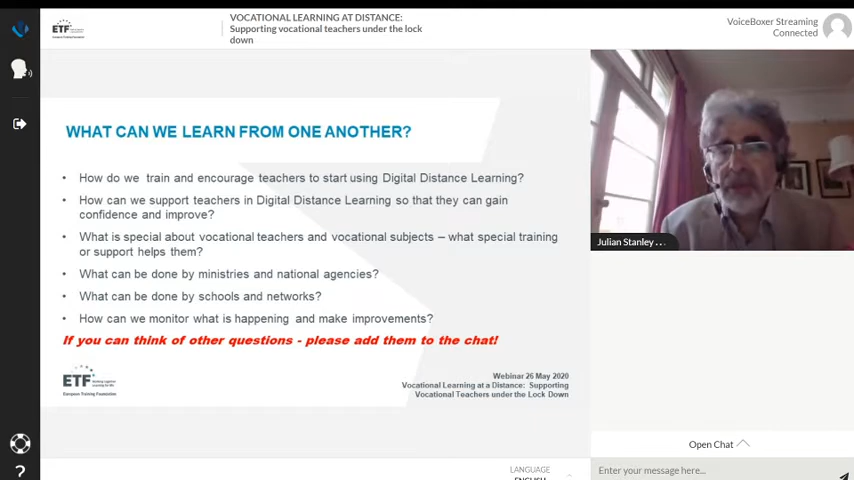 VOCATIONAL LEARNING AT DISTANCE:
Supporting vocational teachers under the lock
down
VoiceBoxer Streaming
Connected
ETF
WHAT CAN WE LEARN FROM ONE ANOTHER?
• How do we train and encourage teachers to start using Digital Distance Learning?
• How can we support teachers in Digital Distance Learning so that they can gain
confidence and improve?
• What is special about vocational teachers and vocational subjects – what special training
or support helps them?
• What can be done by ministries and national agencies?
• What can be done by schools and networks?
• How can we monitor what is happening and make improvements?
If you can think of other questions - please add them to the chat!
ETF
European Training Foundation
Webinar 26 May 2020
Vocational Learning at a Distance: Supporting
Vocational Teachers under the Lock Down
Julian Stanley . . .
Open Chat
Enter your message here...
LANGUAGE
ENGLISH
?